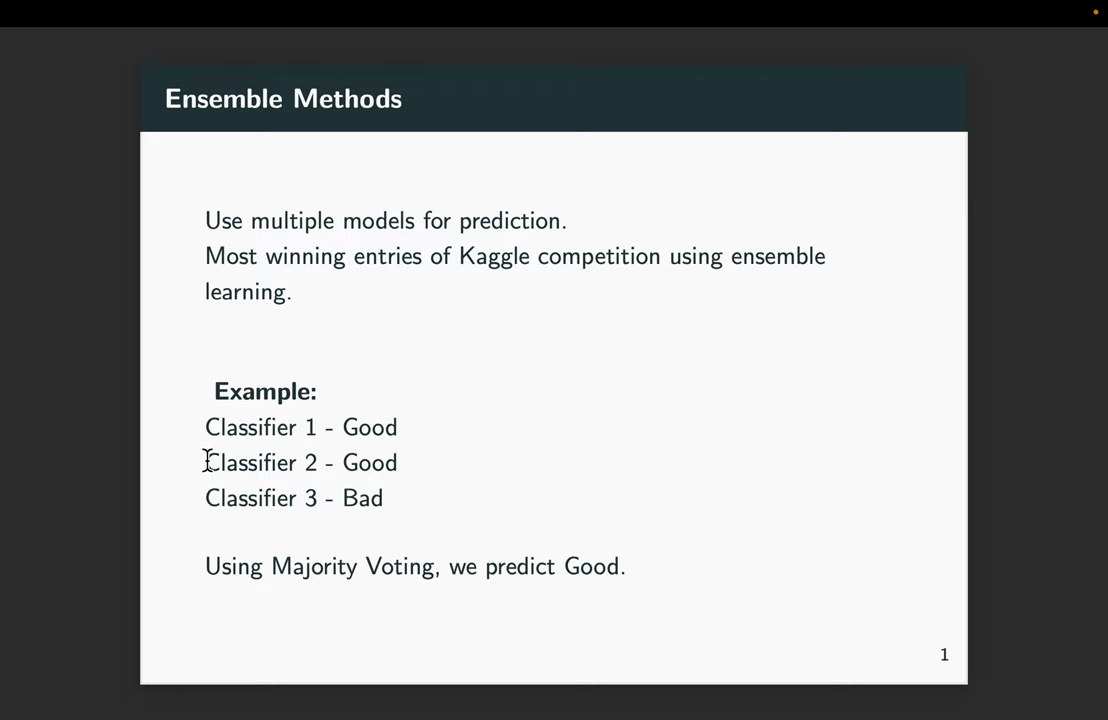 Ensemble Methods
Use multiple models for prediction.
Most winning entries of Kaggle competition using ensemble
learning.
Example:
Classifier 1 - Good
Classifier 2 - Good
Classifier 3 - Bad
Using Majority Voting, we predict Good.
1